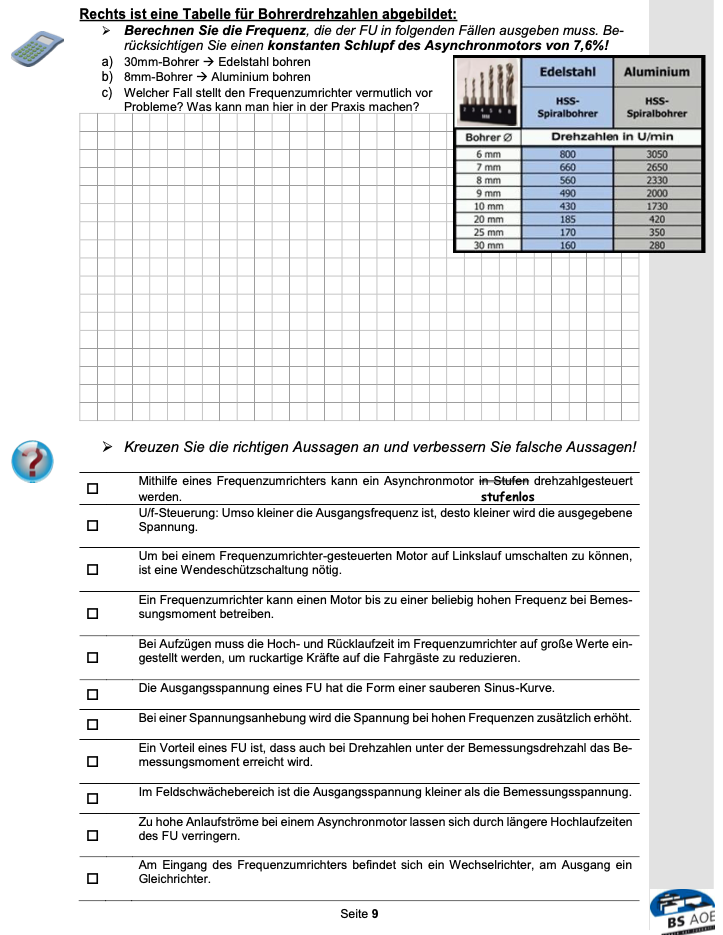 Rechts ist eine Tabelle für Bohrerdrehzahlen abgebildet:
➢ Berechnen Sie die Frequenz, die der FU in folgenden Fällen ausgeben muss. Be-
rücksichtigen Sie einen konstanten Schlupf des Asynchronmotors von 7,6%!
a) 30mm-Bohrer → Edelstahl bohren
b) 8mm-Bohrer → Aluminium bohren
c) Welcher Fall stellt den Frequenzumrichter vermutlich vor
Probleme? Was kann man hier in der Praxis machen?
Edelstahl Aluminium
HSS- HSS-
Spiralbohrer Spiralbohrer
Bohrer Ø Drehzahlen in U/min
6 mm 800 3050
7 mm 660 2650
8 mm 560 2330
9 mm 490 2000
10 mm 430 1730
20 mm 185 420
25 mm 170 350
30 mm 160 280
➢ Kreuzen Sie die richtigen Aussagen an und verbessern Sie falsche Aussagen!
☐ Mithilfe eines Frequenzumrichters kann ein Asynchronmotor in Stufen drehzahlgesteuert
werden. stufenlos
☐ U/f-Steuerung: Umso kleiner die Ausgangsfrequenz ist, desto kleiner wird die ausgegebene
Spannung.
☐ Um bei einem Frequenzumrichter-gesteuerten Motor auf Linkslauf umschalten zu können,
ist eine Wendeschützschaltung nötig.
☐ Ein Frequenzumrichter kann einen Motor bis zu einer beliebig hohen Frequenz bei Bemes-
sungsmoment betreiben.
☐ Bei Aufzügen muss die Hoch- und Rücklaufzeit im Frequenzumrichter auf große Werte ein-
gestellt werden, um ruckartige Kräfte auf die Fahrgäste zu reduzieren.
☐ Die Ausgangsspannung eines FU hat die Form einer sauberen Sinus-Kurve.
☐ Bei einer Spannungsanhebung wird die Spannung bei hohen Frequenzen zusätzlich erhöht.
☐ Ein Vorteil eines FU ist, dass auch bei Drehzahlen unter der Bemessungsdrehzahl das Be-
messungsmoment erreicht wird.
☐ Im Feldschwächebereich ist die Ausgangsspannung kleiner als die Bemessungsspannung.
☐ Zu hohe Anlaufströme bei einem Asynchronmotor lassen sich durch längere Hochlaufzeiten
des FU verringern.
☐ Am Eingang des Frequenzumrichters befindet sich ein Wechselrichter, am Ausgang ein
Gleichrichter.
Seite 9
BS AOE